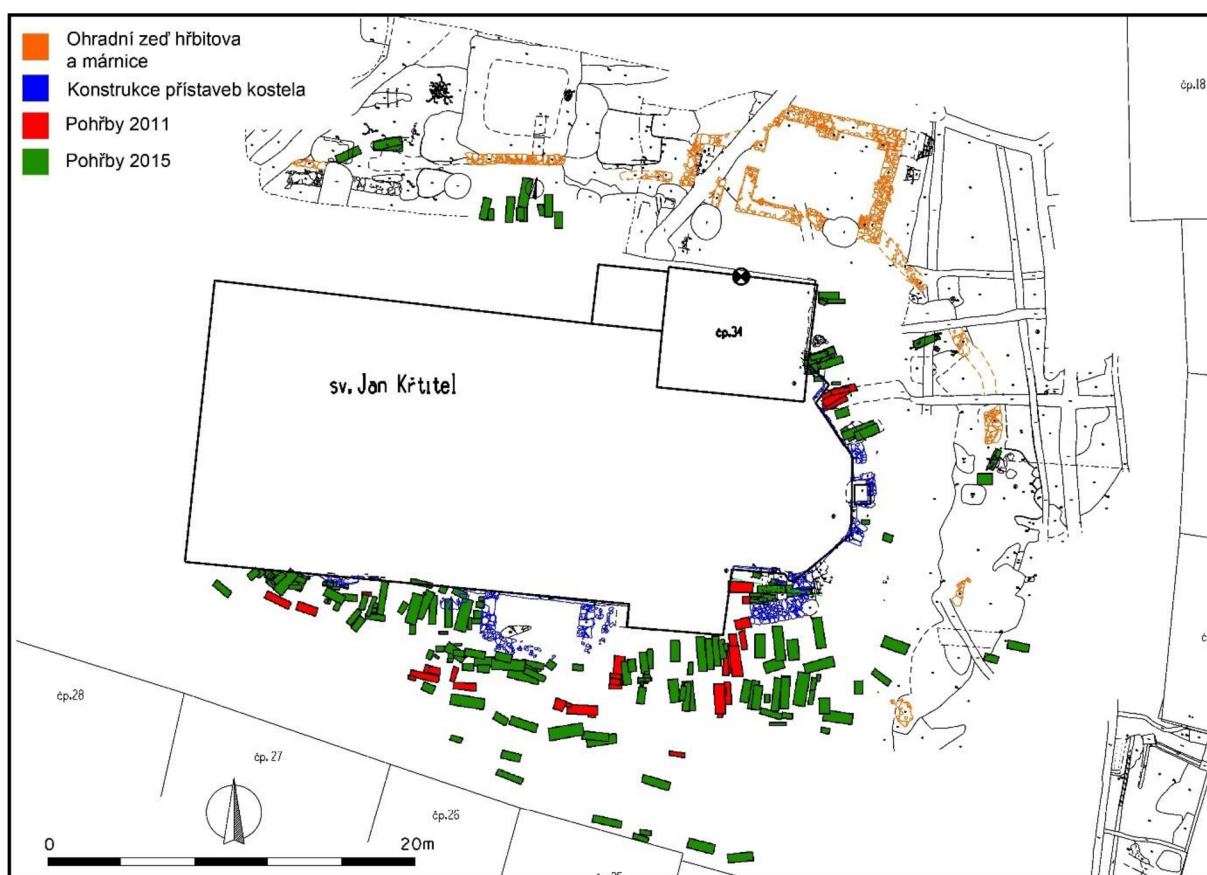 Ohradní zeď hřbitova
a márnice
Konstrukce přístaveb kostela
Pohřby 2011
Pohřby 2015
čp.18
čp.34
sv. Jan Křtitel
čp.28
čp.27
čp.26
0
20m